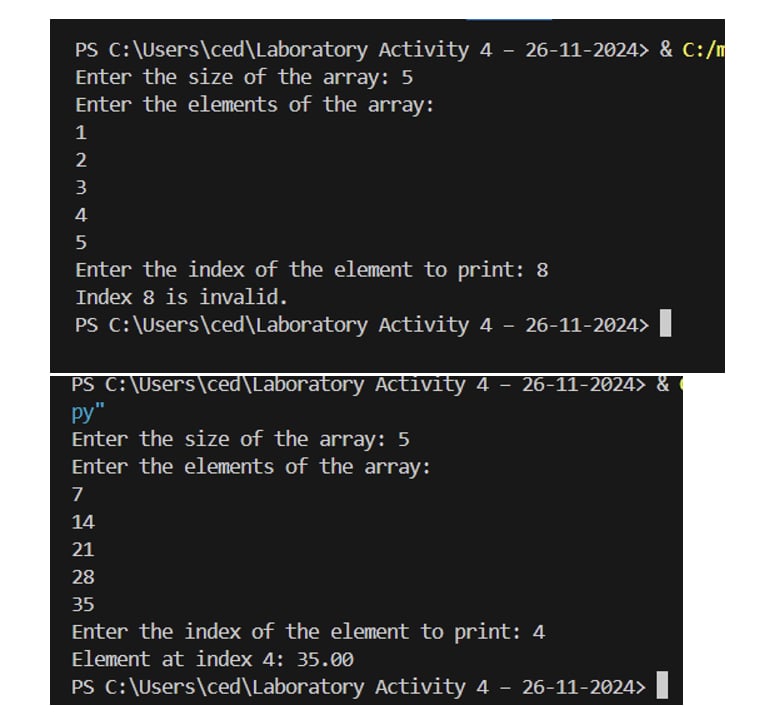 PS C:\Users\ced\Laboratory Activity 4 – 26-11-2024> & C:/m
Enter the size of the array: 5
Enter the elements of the array:
1
2
3
4
5
Enter the index of the element to print: 8
Index 8 is invalid.
PS C:\Users\ced\Laboratory Activity 4 – 26-11-2024>
PS C:\Users\ced\Laboratory Activity 4 – 26-11-2024> &
py"
Enter the size of the array: 5
Enter the elements of the array:
7
14
21
28
35
Enter the index of the element to print: 4
Element at index 4: 35.00
PS C:\Users\ced\Laboratory Activity 4 – 26-11-2024>